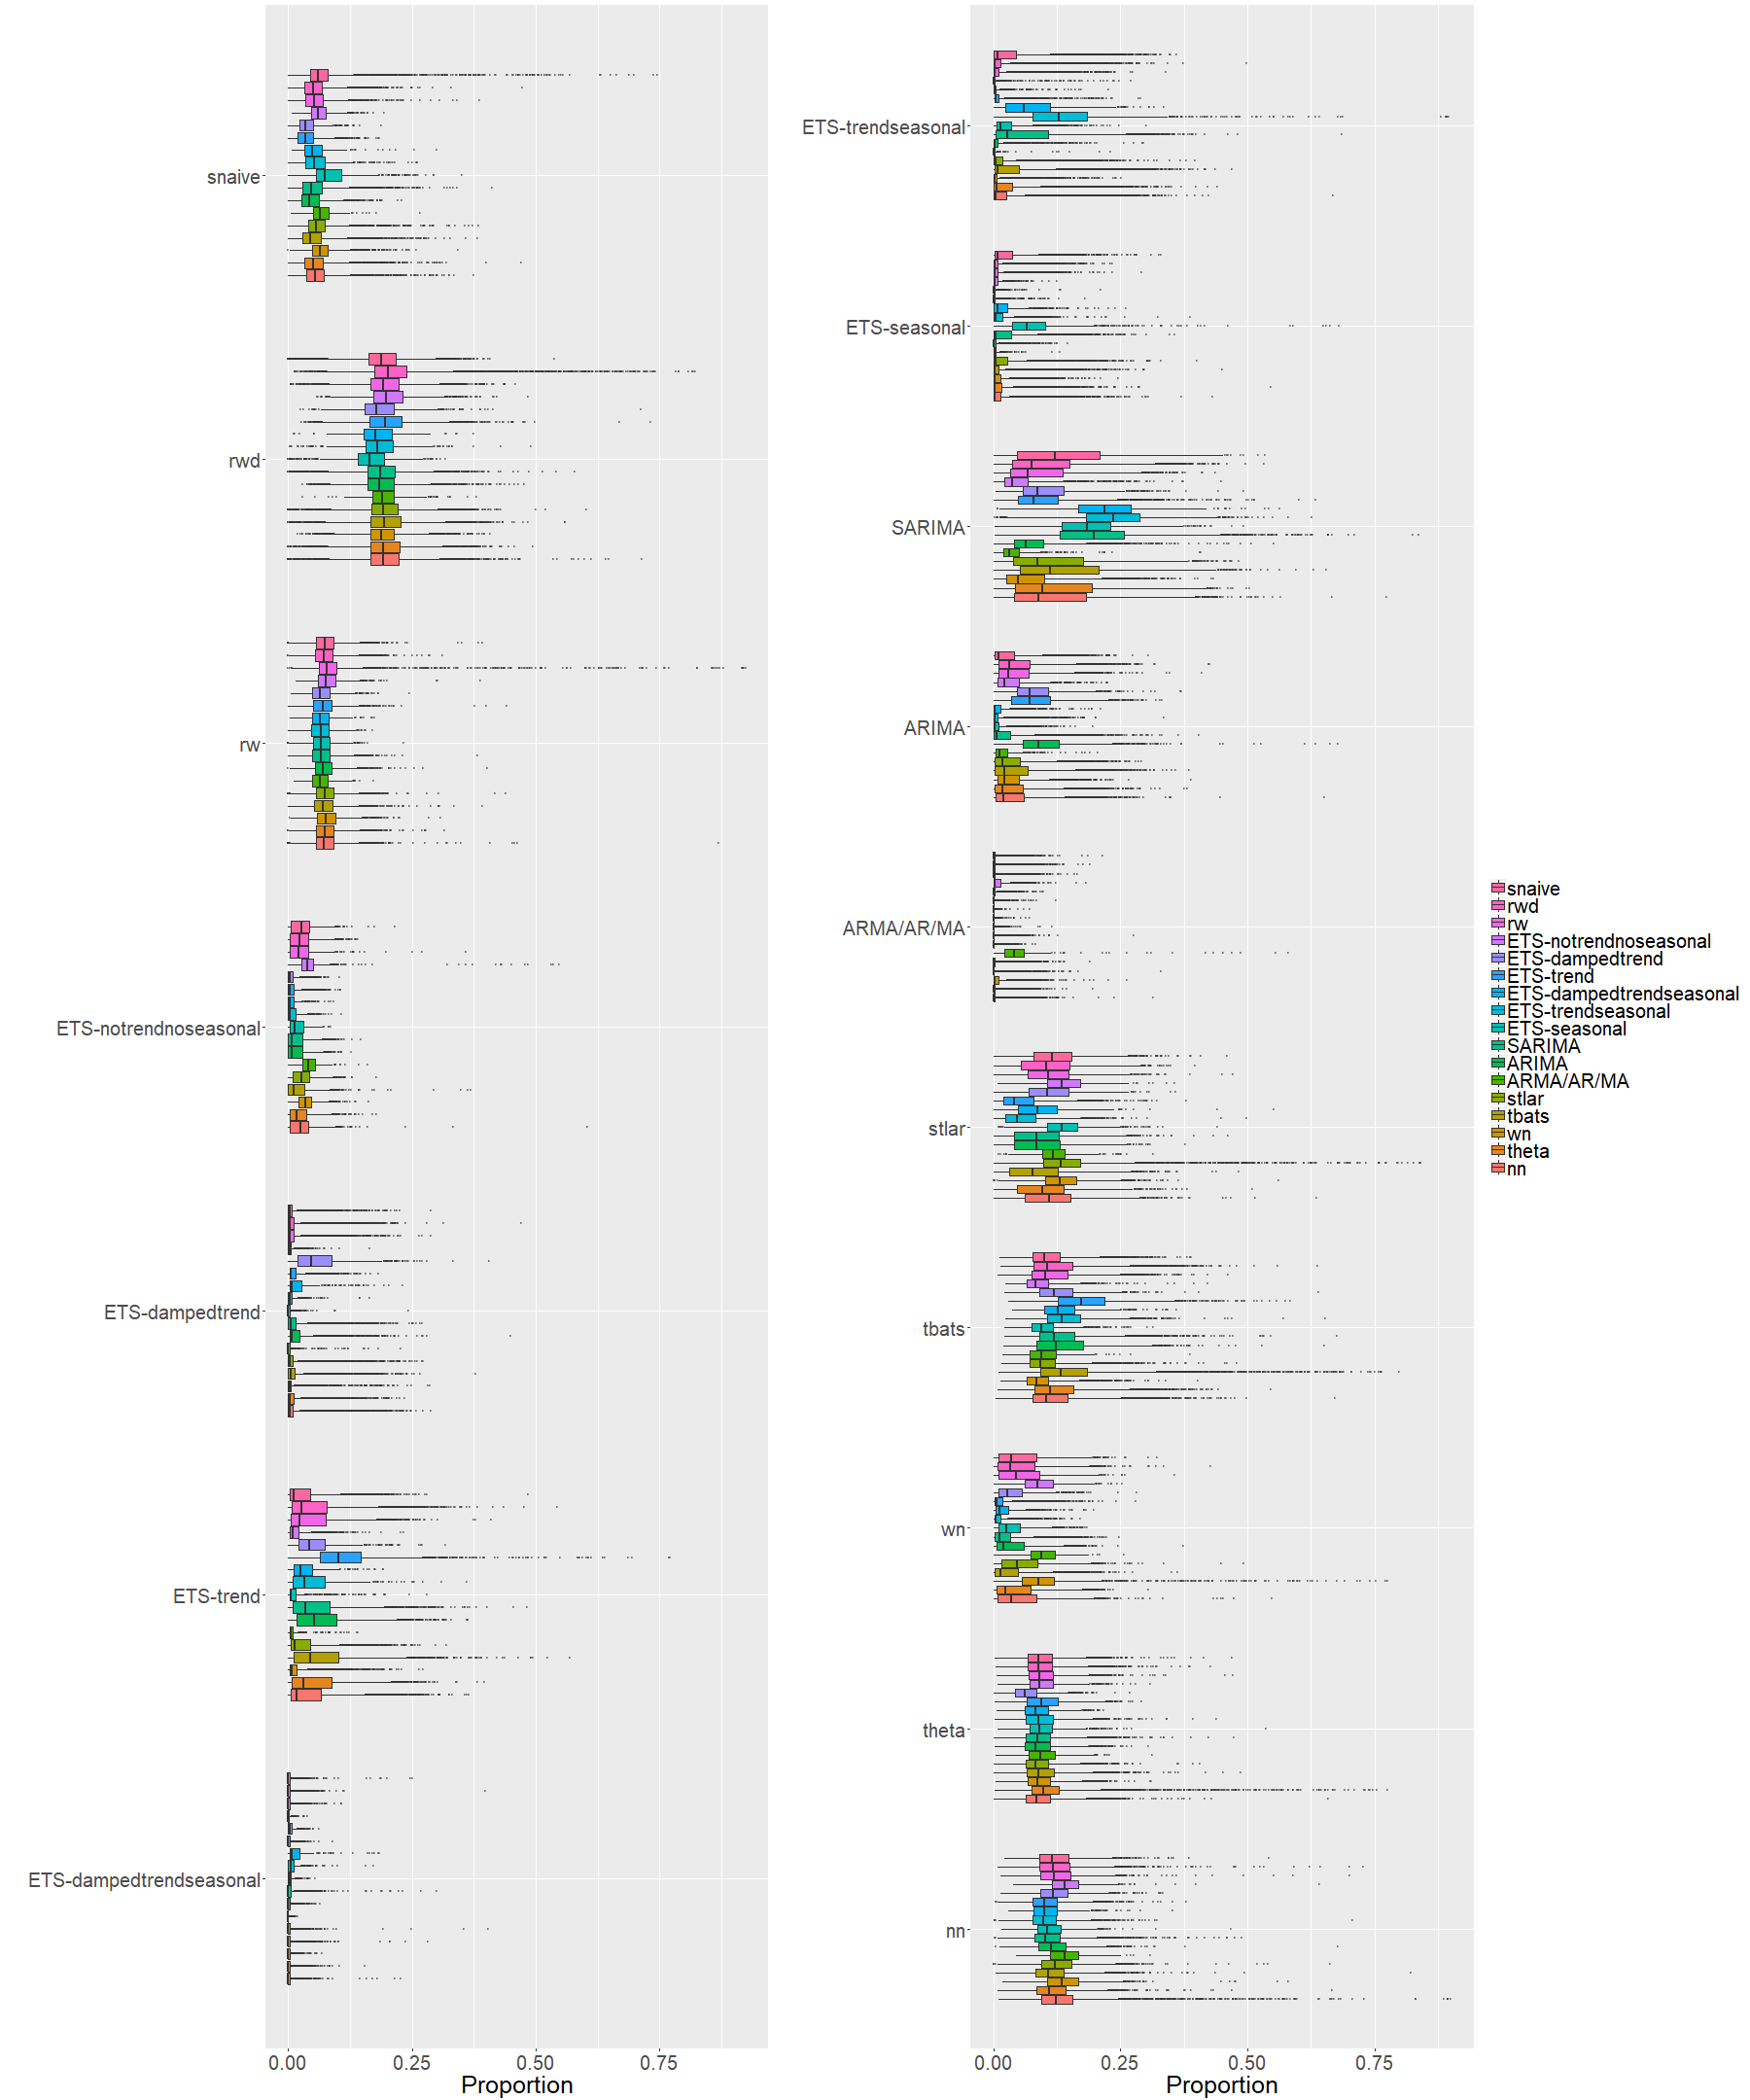 snaive
rwd
rw
ETS-notrendnoseasonal
ETS-dampedtrend
ETS-trend
ETS-dampedtrendseasonal
0.00 0.25 0.50 0.75
Proportion
ETS-trendseasonal
ETS-seasonal
SARIMA
ARIMA
ARMA/AR/MA
stlar
tbats
wn
theta
nn
0.00 0.25 0.50 0.75
Proportion
snaive
rwd
rw
ETS-notrendnoseasonal
ETS-dampedtrend
ETS-trend
ETS-dampedtrendseasonal
ETS-trendseasonal
ETS-seasonal
SARIMA
ARIMA
ARMA/AR/MA
stlar
tbats
wn
theta
nn